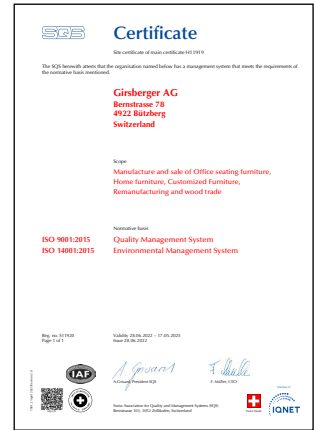 SQS
Certificate
Site certificate of main certificate H11919
The SQS herewith attests that the organisation named below has a management system that meets the requirements of
the normative basis mentioned.
Girsberger AG
Bernstrasse 78
4922 Bützberg
Switzerland
Scope
Manufacture and sale of Office seating furniture,
Home furniture, Customized Furniture,
Remanufacturing and wood trade
Normative basis
ISO 9001:2015 Quality Management System
ISO 14001:2015 Environmental Management System
Reg. no. H11920
Page 1 of 1
Validity 28.06.2022 – 17.05.2025
Issue 28.06.2022
IAF
A.Grisard, President SQS
F. Müller, CEO
Swiss Association for Quality and Management Systems (SQS)
Bernstrasse 103, 3052 Zollikofen, Switzerland
IQNET